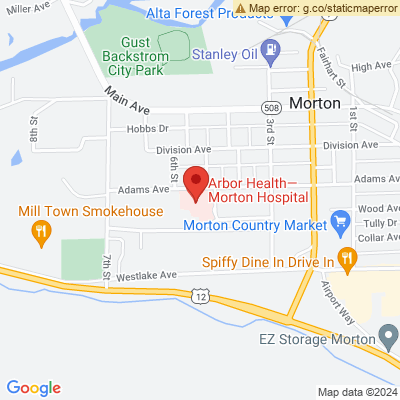 Map error: g.co/staticmaperror
Miller Ave
Alta Forest Products
Fairhart St
Gust
Backstrom
City Park
Stanley Oil
High Ave
Main Ave
508
Morton
1st St
8th St
Hobbs Dr
3rd St
Division Ave
Division Ave
6th St
Adams Ave
Arbor Health—
Morton Hospital
Adams Ave
Mill Town Smokehouse
Wood Ave
Tully Dr
Morton Country Market
Collar Ave
7th St
Westlake Ave
Spiffy Dine In Drive In
12
Airport Way
EZ Storage Morton
Google
Map data ©2024